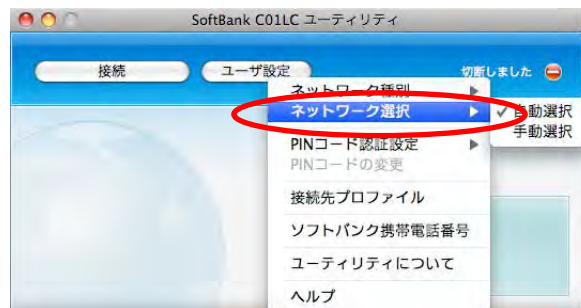 SoftBank C01LC ユーティリティ
接続
ユーザ設定
切断しました
ネットワーク種別
ネットワーク選択
自動選択
手動選択
PINコード認証設定
PINコードの変更
接続先プロファイル
ソフトバンク携帯電話番号
ユーティリティについて
ヘルプ